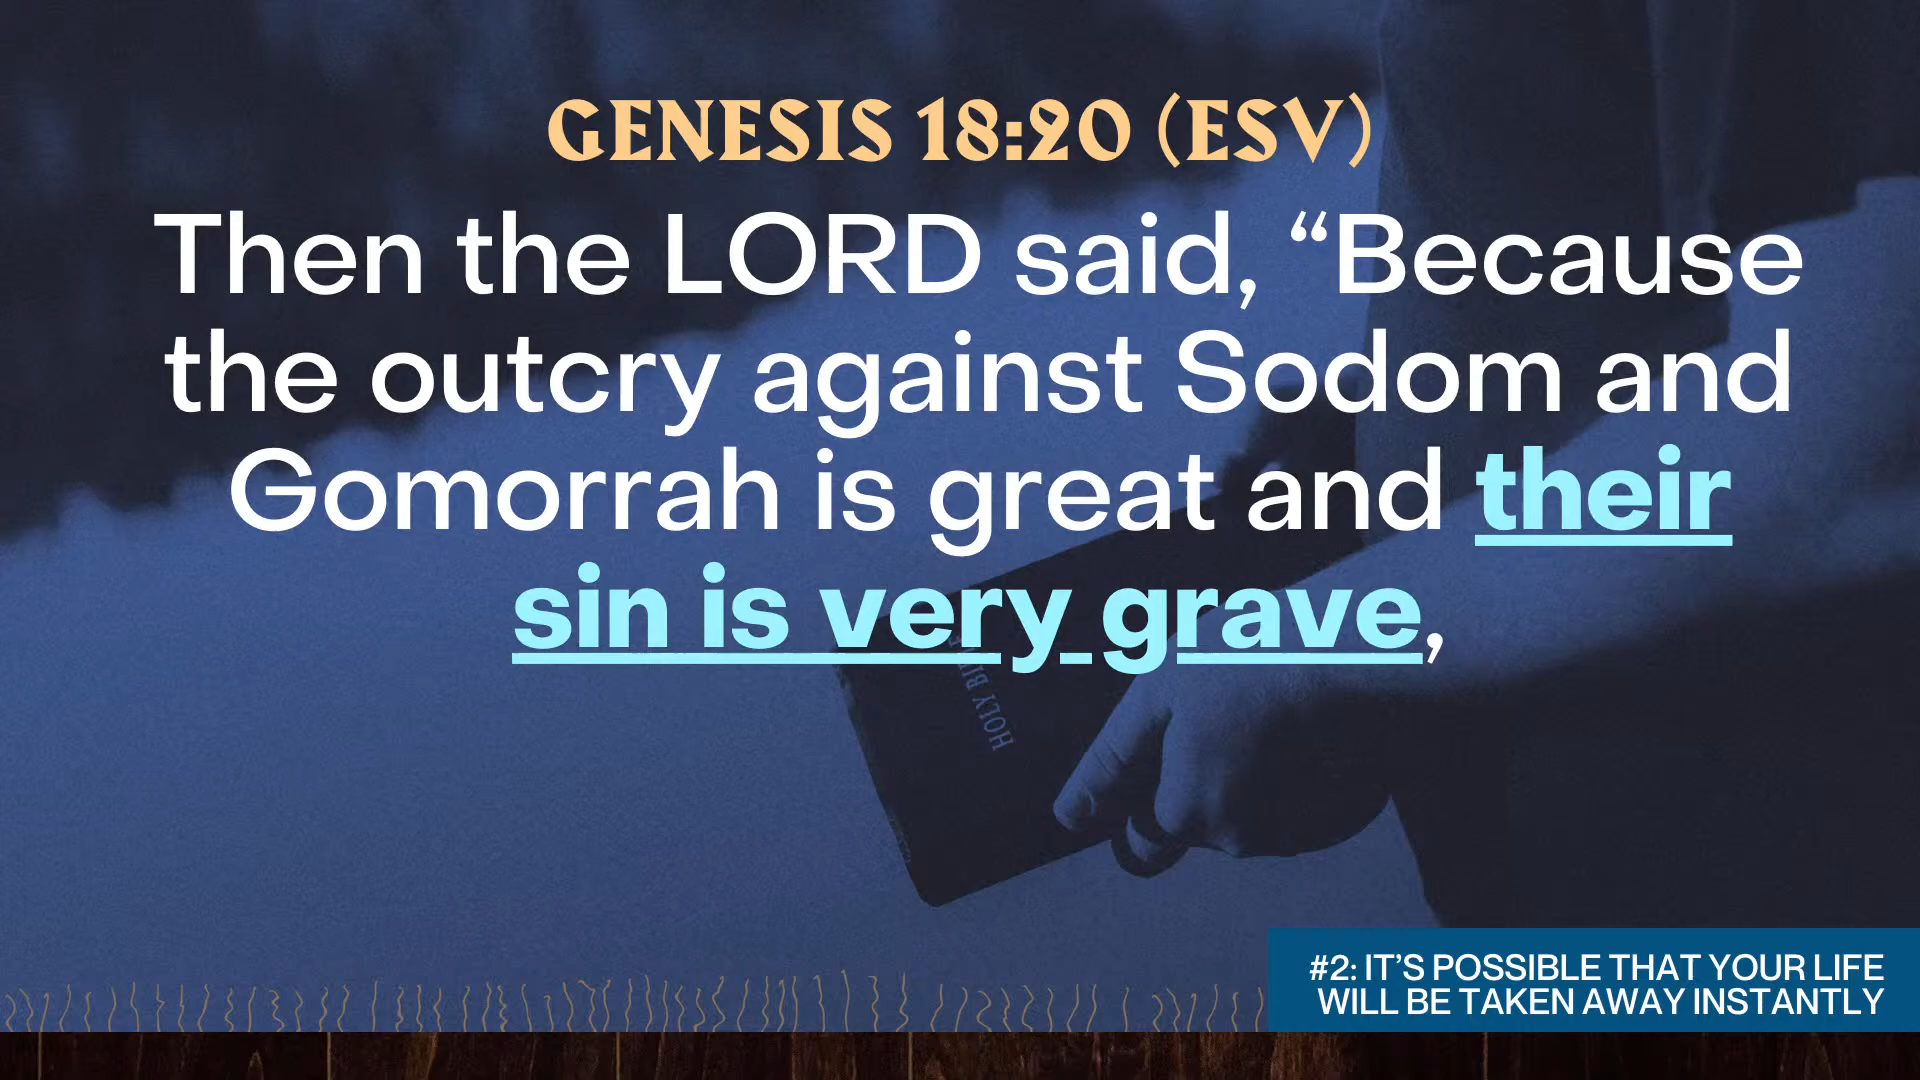 GENESIS 18:20 (ESV)
Then the LORD said, “Because
the outcry against Sodom and
Gomorrah is great and their
sin is very grave,
HOLY BIBLE
#2: IT’S POSSIBLE THAT YOUR LIFE
WILL BE TAKEN AWAY INSTANTLY